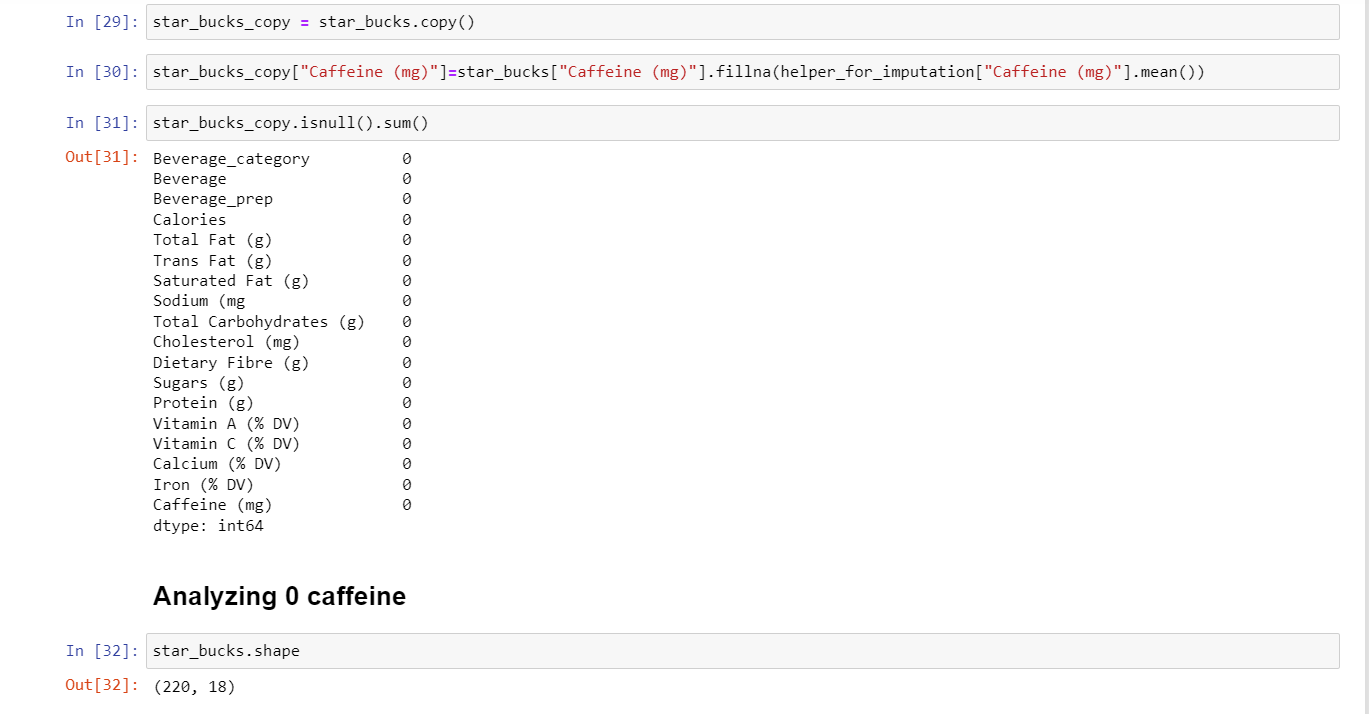 In [29]: star_bucks_copy = star_bucks.copy()
In [30]: star_bucks_copy["Caffeine (mg)"]=star_bucks["Caffeine (mg)"].fillna(helper_for_imputation["Caffeine (mg)"].mean())
In [31]: star_bucks_copy.isnull().sum()
Out[31]: Beverage_category 0
Beverage 0
Beverage_prep 0
Calories 0
Total Fat (g) 0
Trans Fat (g) 0
Saturated Fat (g) 0
Sodium (mg 0
Total Carbohydrates (g) 0
Cholesterol (mg) 0
Dietary Fibre (g) 0
Sugars (g) 0
Protein (g) 0
Vitamin A (% DV) 0
Vitamin C (% DV) 0
Calcium (% DV) 0
Iron (% DV) 0
Caffeine (mg) 0
dtype: int64
Analyzing 0 caffeine
In [32]: star_bucks.shape
Out[32]: (220, 18)